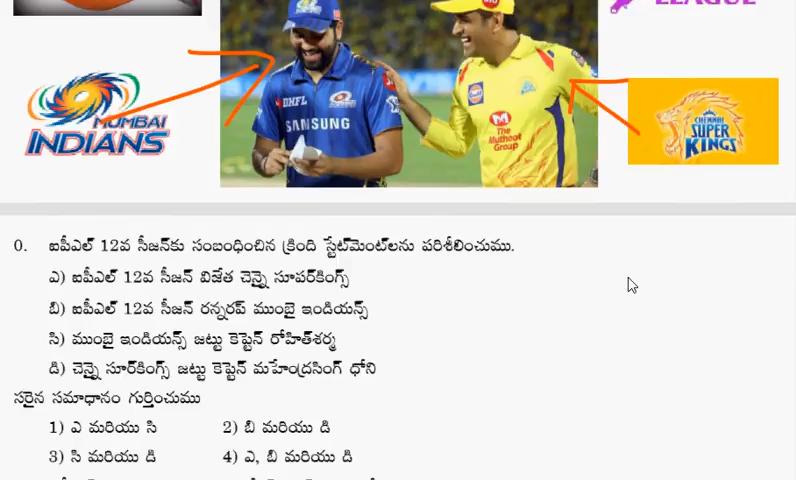 LEAGUE
MUMBAI
INDIANS
DHFL
SAMSUNG
The
Muthoot
Group
CHENNAI
SUPER
KINGS
0. ఐపీఎల్ 12వ సీజన్‌కు సంబంధించిన క్రింది స్టేట్‌మెంట్‌లను పరిశీలించుము.
ఎ) ఐపీఎల్ 12వ సీజన్ విజేత చెన్నై సూపర్‌కింగ్స్
బి) ఐపీఎల్ 12వ సీజన్ రన్నరప్ ముంబై ఇండియన్స్
సి) ముంబై ఇండియన్స్ జట్టు కెప్టెన్ రోహిత్‌శర్మ
డి) చెన్నై సూర్‌కింగ్స్ జట్టు కెప్టెన్ మహేంద్రసింగ్ ధోని
సరైన సమాధానం గుర్తించుము
1) ఎ మరియు సి 2) బి మరియు డి
3) సి మరియు డి 4) ఎ, బి మరియు డి